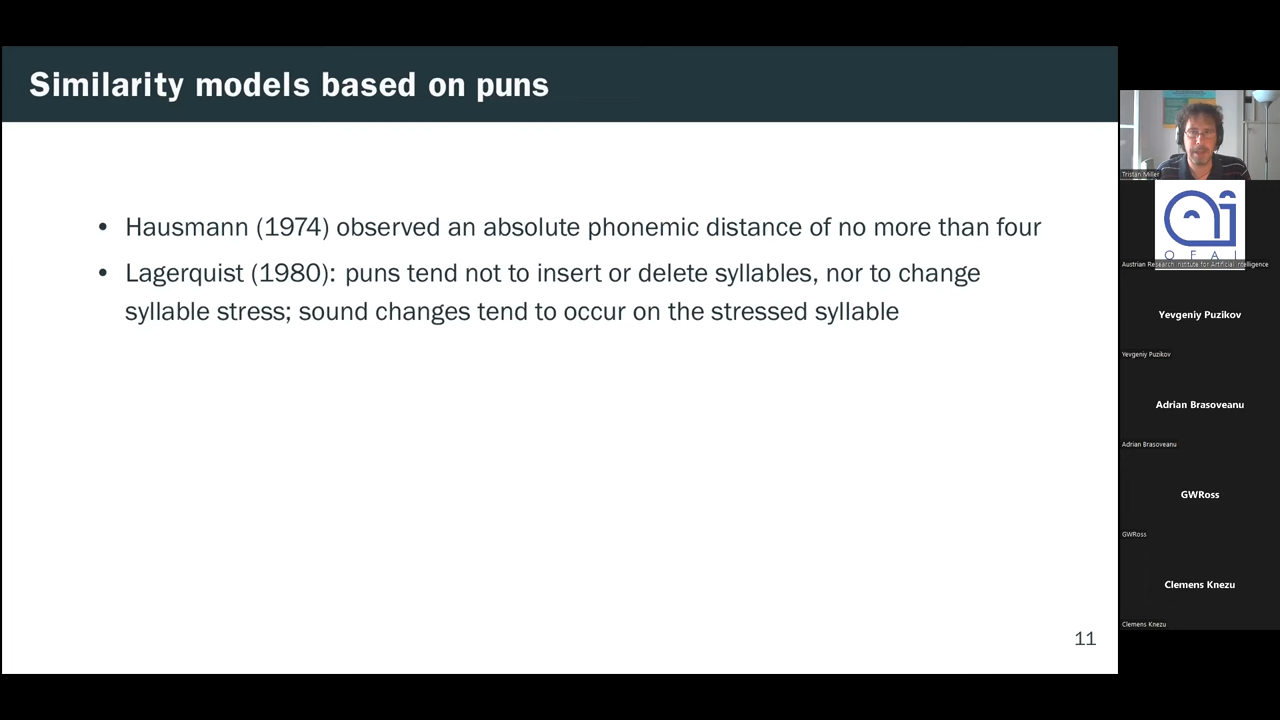 Similarity models based on puns
• Hausmann (1974) observed an absolute phonemic distance of no more than four
• Lagerquist (1980): puns tend not to insert or delete syllables, nor to change
syllable stress; sound changes tend to occur on the stressed syllable
11
Tristan Miller
OFAI
Austrian Research Institute for Artificial Intelligence
Yevgeniy Puzikov
Yevgeniy Puzikov
Adrian Brasoveanu
Adrian Brasoveanu
GWRoss
GWRoss
Clemens Knezu
Clemens Knezu